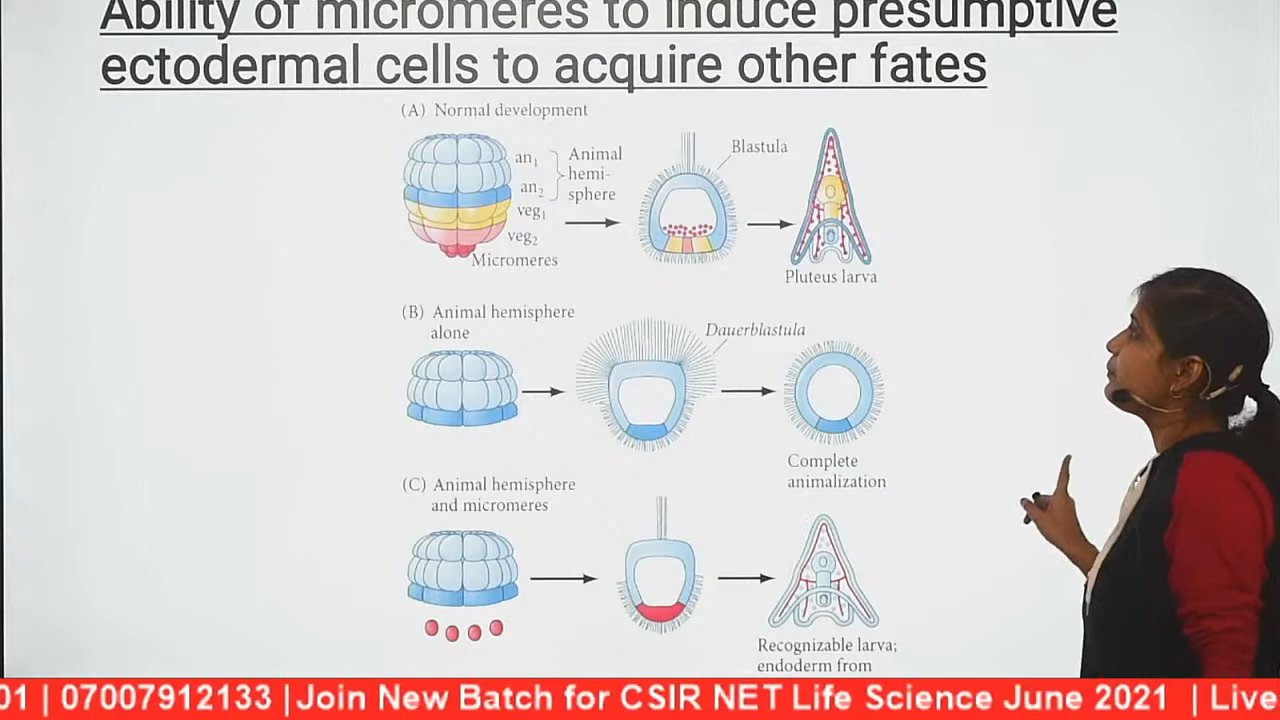 Ability of micromeres to induce presumptive
ectodermal cells to acquire other fates
(A) Normal development
an1
Animal
hemi-
sphere
an2
veg1
veg2
Micromeres
Blastula
Pluteus larva
(B) Animal hemisphere
alone
Dauerblastula
Complete
animalization
(C) Animal hemisphere
and micromeres
Recognizable larva;
endoderm from
01 | 07007912133 |Join New Batch for CSIR NET Life Science June 2021 | Live